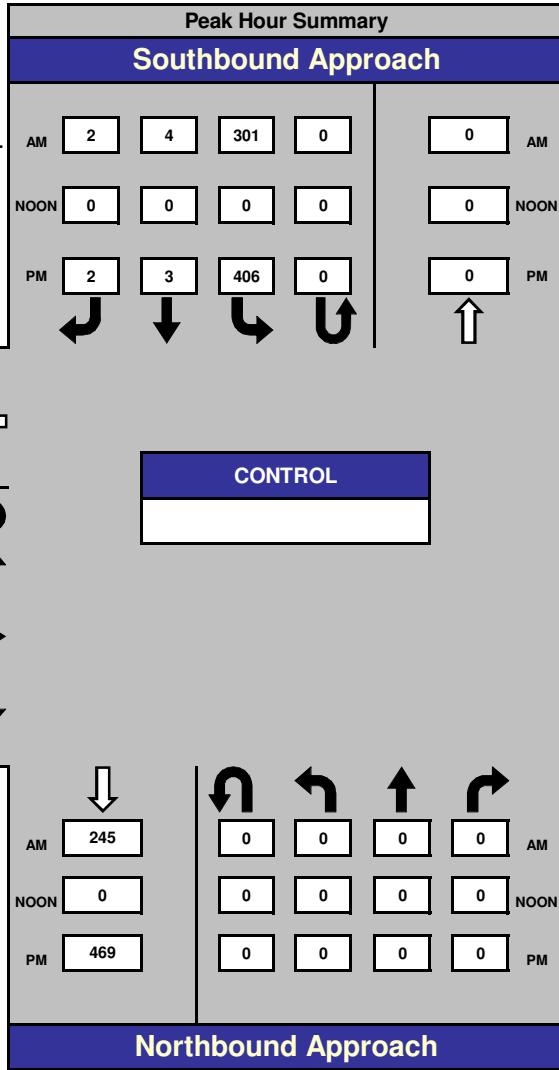 Peak Hour Summary
Southbound Approach
AM 2 4 301 0 0 AM
NOON 0 0 0 0 0 NOON
PM 2 3 406 0 0 PM
CONTROL
AM 245 0 0 0 0 AM
NOON 0 0 0 0 0 NOON
PM 469 0 0 0 0 PM
Northbound Approach